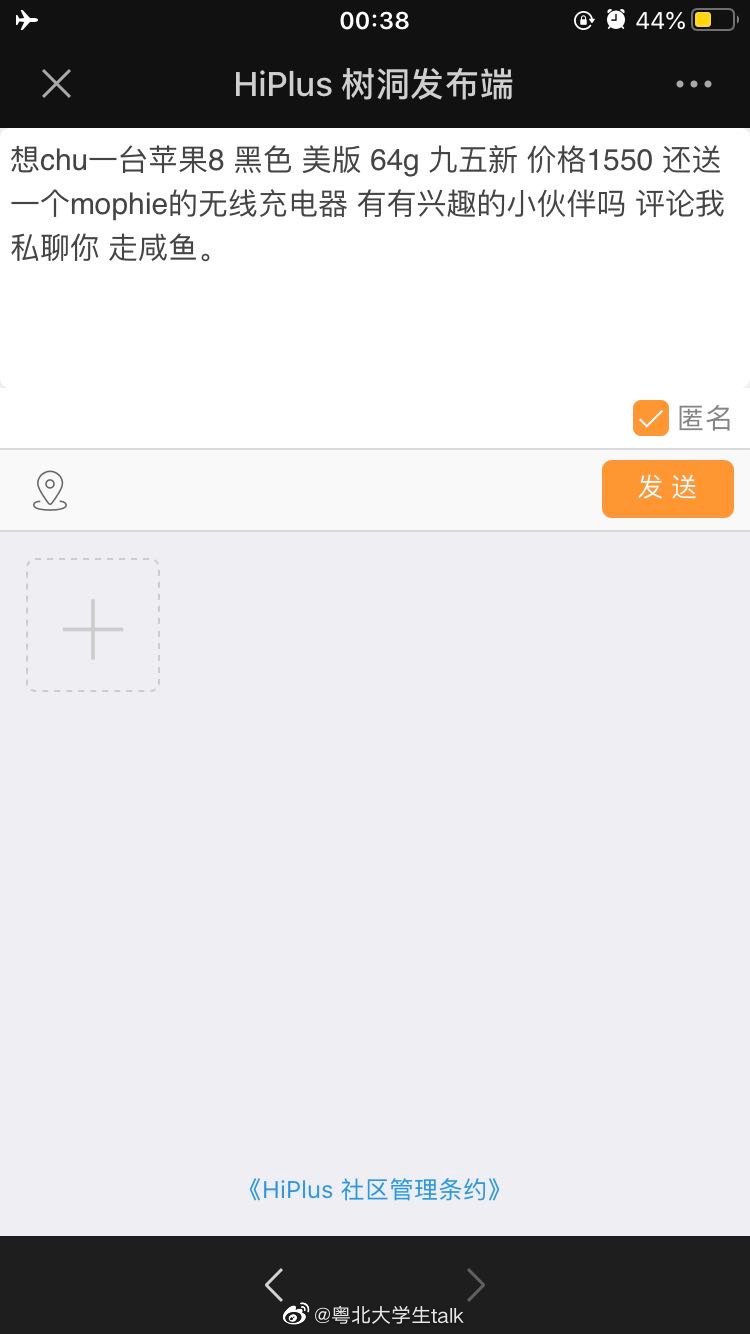 00:38
44%
HiPlus 树洞发布端
想chu一台苹果8 黑色 美版 64g 九五新 价格1550 还送
一个mophie的无线充电器 有有兴趣的小伙伴吗 评论我
私聊你 走咸鱼。
匿名
发 送
《HiPlus 社区管理条约》
@粤北大学生talk